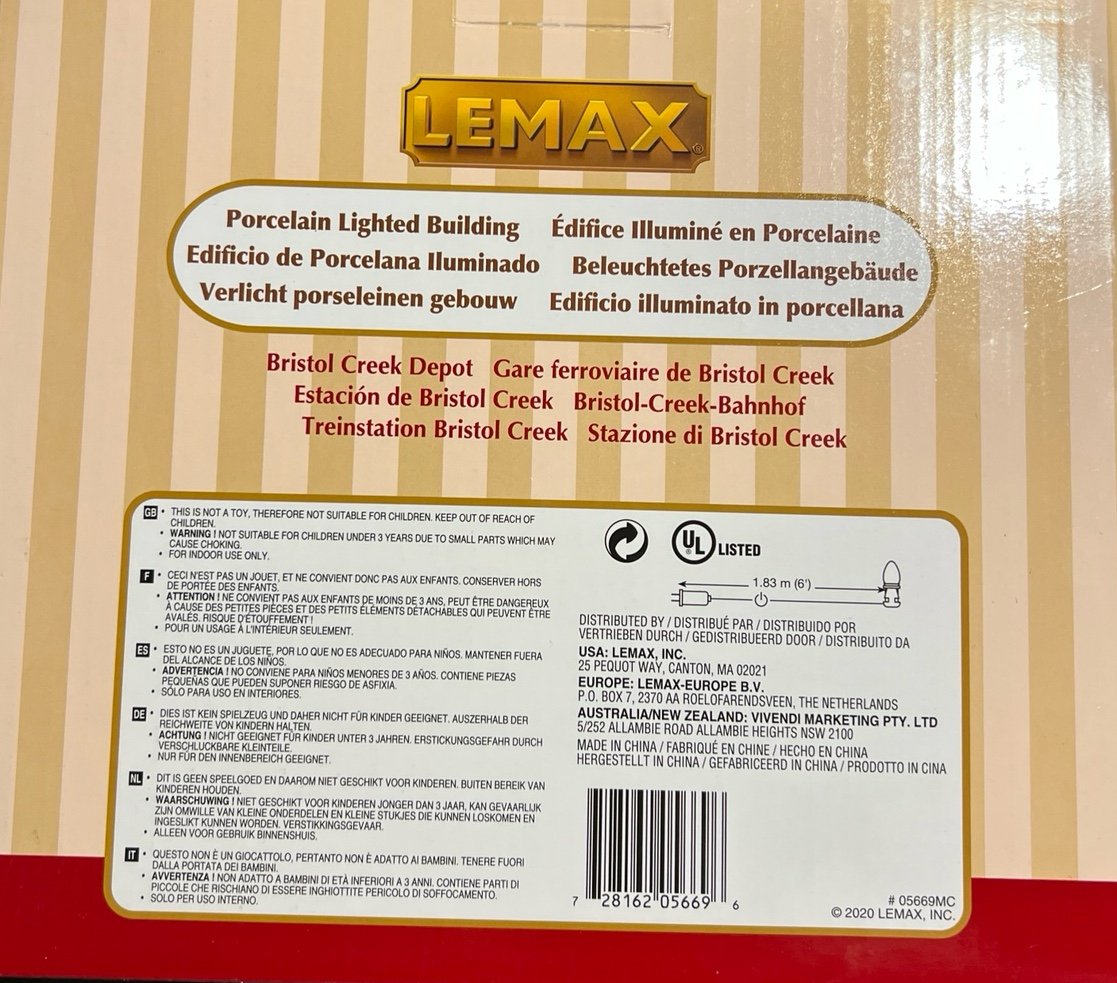 LEMAX®
Porcelain Lighted Building Édifice Illuminé en Porcelaine
Edificio de Porcelana Iluminado Beleuchtetes Porzellangebäude
Verlicht porseleinen gebouw Edificio illuminato in porcellana
Bristol Creek Depot Gare ferroviaire de Bristol Creek
Estación de Bristol Creek Bristol-Creek-Bahnhof
Treinstation Bristol Creek Stazione di Bristol Creek
GB • THIS IS NOT A TOY, THEREFORE NOT SUITABLE FOR CHILDREN. KEEP OUT OF REACH OF
CHILDREN.
• WARNING ! NOT SUITABLE FOR CHILDREN UNDER 3 YEARS DUE TO SMALL PARTS WHICH MAY
CAUSE CHOKING.
• FOR INDOOR USE ONLY.
F • CECI N'EST PAS UN JOUET, ET NE CONVIENT DONC PAS AUX ENFANTS. CONSERVER HORS
DE PORTÉE DES ENFANTS.
• ATTENTION ! NE CONVIENT PAS AUX ENFANTS DE MOINS DE 3 ANS, PEUT ÊTRE DANGEREUX
À CAUSE DES PETITES PIÈCES ET DES PETITS ÉLÉMENTS DÉTACHABLES QUI PEUVENT ÊTRE
AVALÉS. RISQUE D'ÉTOUFFEMENT !
• POUR UN USAGE À L'INTÉRIEUR SEULEMENT.
ES • ESTO NO ES UN JUGUETE, POR LO QUE NO ES ADECUADO PARA NIÑOS. MANTENER FUERA
DEL ALCANCE DE LOS NIÑOS.
• ADVERTENCIA ! NO CONVIENE PARA NIÑOS MENORES DE 3 AÑOS. CONTIENE PIEZAS
PEQUEÑAS QUE PUEDEN SUPONER RIESGO DE ASFIXIA.
• SÓLO PARA USO EN INTERIORES.
DE • DIES IST KEIN SPIELZEUG UND DAHER NICHT FÜR KINDER GEEIGNET. AUSZERHALB DER
REICHWEITE VON KINDERN HALTEN.
• ACHTUNG ! NICHT GEEIGNET FÜR KINDER UNTER 3 JAHREN. ERSTICKUNGSGEFAHR DURCH
VERSCHLUCKBARE KLEINTEILE.
• NUR FÜR DEN INNENBEREICH GEEIGNET.
NL • DIT IS GEEN SPEELGOED EN DAAROM NIET GESCHIKT VOOR KINDEREN. BUITEN BEREIK VAN
KINDEREN HOUDEN.
• WAARSCHUWING ! NIET GESCHIKT VOOR KINDEREN JONGER DAN 3 JAAR, KAN GEVAARLIJK
ZIJN OMWILLE VAN KLEINE ONDERDELEN EN KLEINE STUKJES DIE KUNNEN LOSKOMEN EN
INGESLIKT KUNNEN WORDEN. VERSTIKKINGSGEVAAR.
• ALLEEN VOOR GEBRUIK BINNENSHUIS.
IT • QUESTO NON È UN GIOCATTOLO, PERTANTO NON È ADATTO AI BAMBINI. TENERE FUORI
DALLA PORTATA DEI BAMBINI.
• AVVERTENZA ! NON ADATTO A BAMBINI DI ETÀ INFERIORI A 3 ANNI. CONTIENE PARTI DI
PICCOLE CHE RISCHIANO DI ESSERE INGHIOTTITE PERICOLO DI SOFFOCAMENTO.
• SOLO PER USO INTERNO.
UL LISTED
1.83 m (6')
DISTRIBUTED BY / DISTRIBUÉ PAR / DISTRIBUIDO POR
VERTRIEBEN DURCH / GEDISTRIBUEERD DOOR / DISTRIBUITO DA
USA: LEMAX, INC.
25 PEQUOT WAY, CANTON, MA 02021
EUROPE: LEMAX-EUROPE B.V.
P.O. BOX 7, 2370 AA ROELOFARENDSVEEN, THE NETHERLANDS
AUSTRALIA/NEW ZEALAND: VIVENDI MARKETING PTY. LTD
5/252 ALLAMBIE ROAD ALLAMBIE HEIGHTS NSW 2100
MADE IN CHINA / FABRIQUÉ EN CHINE / HECHO EN CHINA
HERGESTELLT IN CHINA / GEFABRICEERD IN CHINA / PRODOTTO IN CINA
7 28162 05669 6
# 05669MC
© 2020 LEMAX, INC.